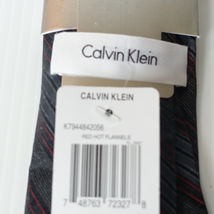 Calvin Klein
CALVIN KLEIN
K7944842056
RED HOT FLANNELS
7 48763 72327 8